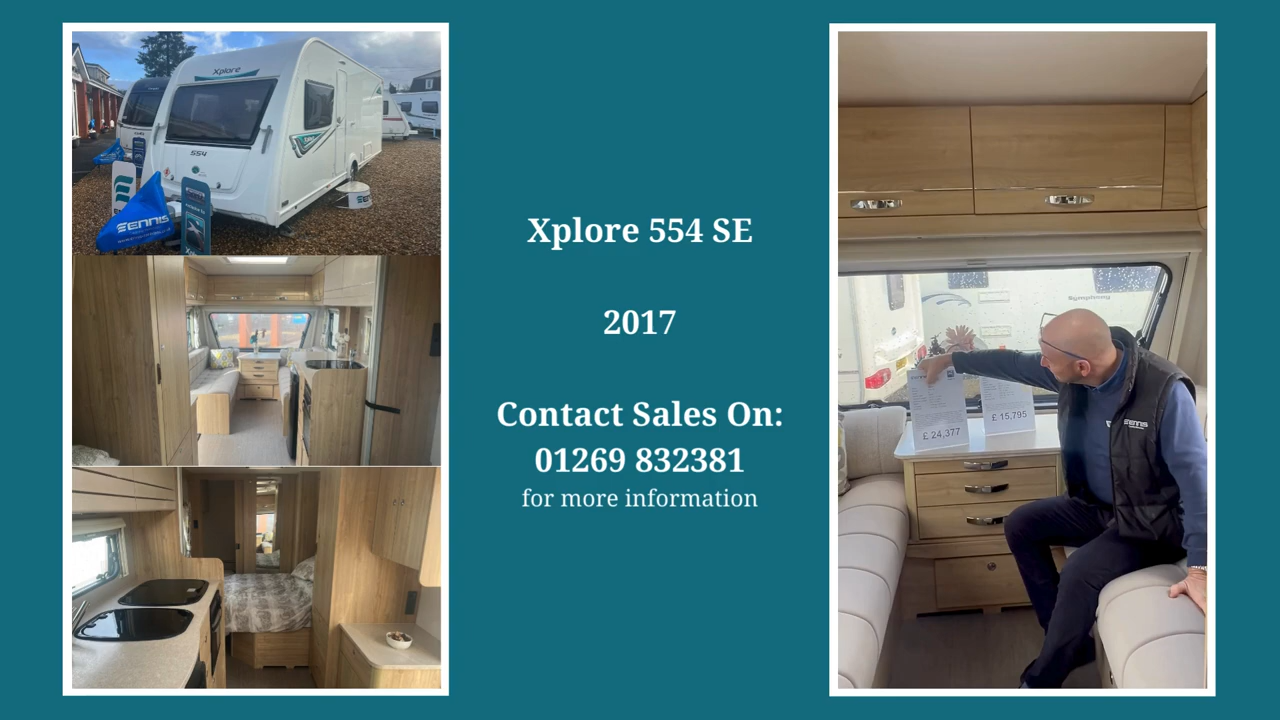 Xplore
554
ENNIS
Xplore 554 SE
2017
Contact Sales On:
01269 832381
for more information
Symphony
£ 24,377
£ 15,795
ENNIS